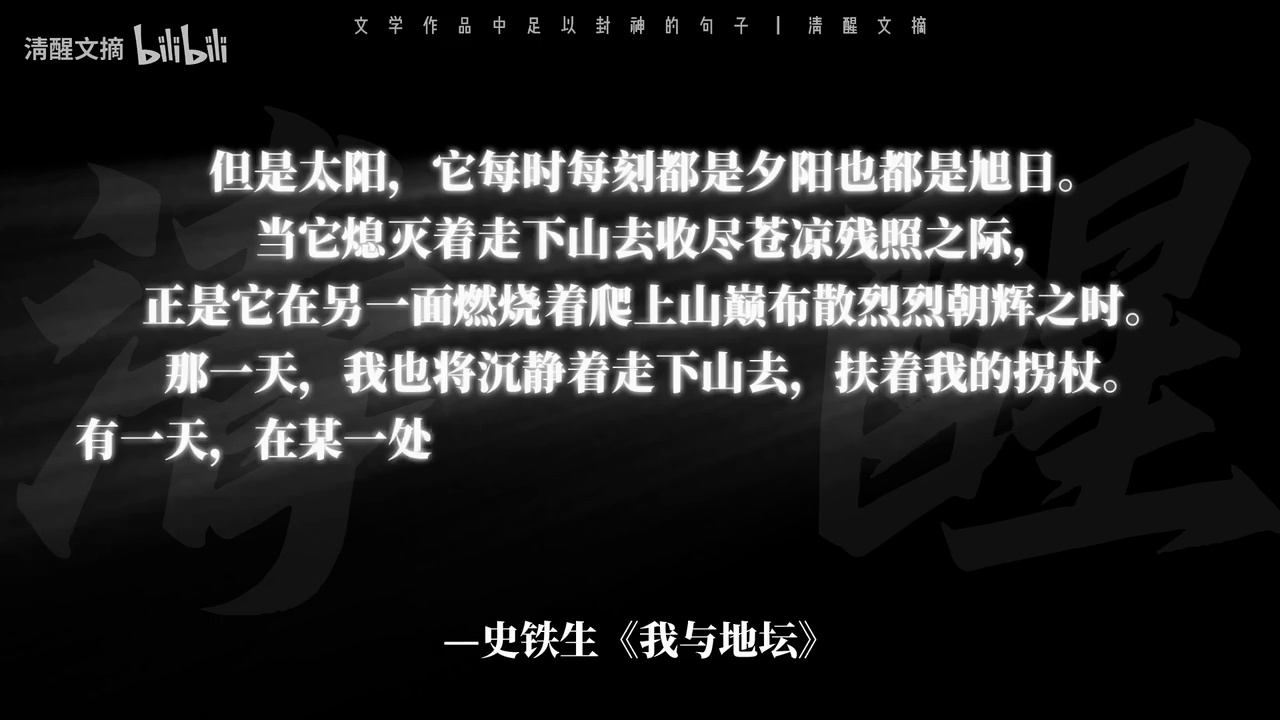 文学作品中足以封神的句子 | 清醒文摘
清醒文摘 bilibili
但是太阳，它每时每刻都是夕阳也都是旭日。
当它熄灭着走下山去收尽苍凉残照之际，
正是它在另一面燃烧着爬上山巅布散烈烈朝辉之时。
那一天，我也将沉静着走下山去，扶着我的拐杖。
有一天，在某一处
—史铁生《我与地坛》
清醒